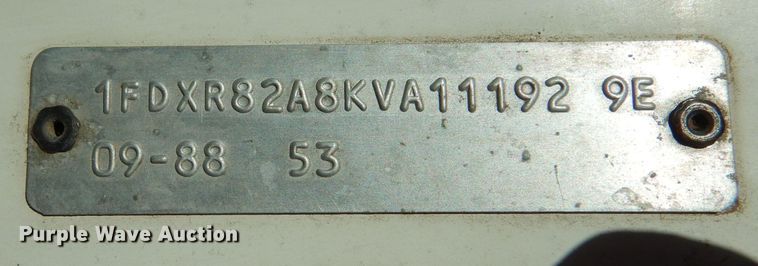 1FDXR82A8KVA11192 9E
09-88 53
Purple Wave Auction